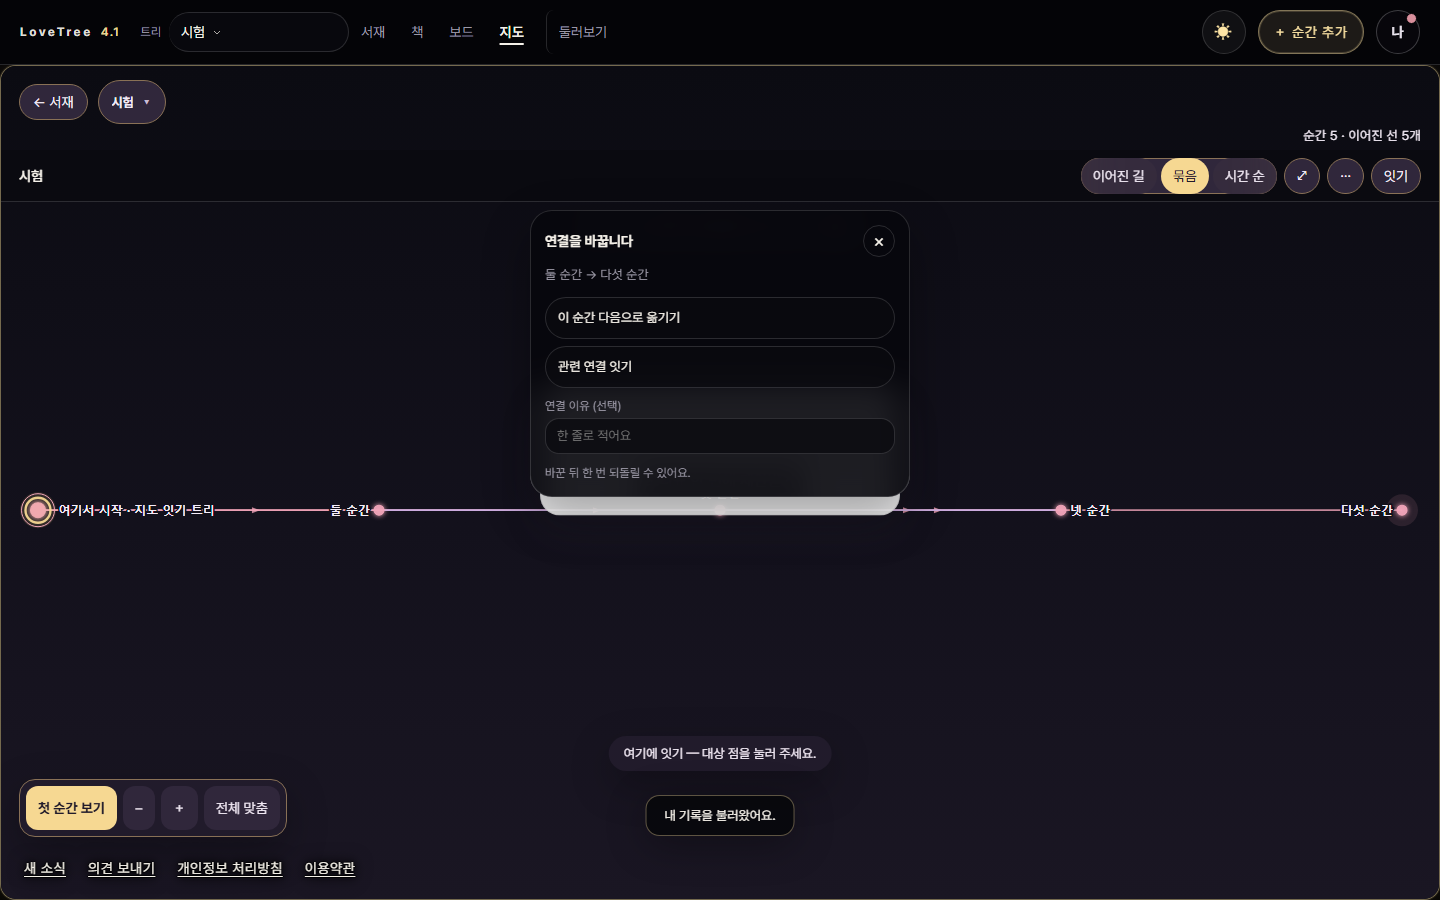 LoveTree 4.1 트리 시험 서재 책 보드 지도 둘러보기 + 순간 추가 나
← 서재 시험
순간 5 · 이어진 선 5개
시험 이어진 길 묶음 시간 순 ⤢ ··· 잇기
연결을 바꿉니다 ×
둘 순간 → 다섯 순간
이 순간 다음으로 옮기기
관련 연결 잇기
연결 이유 (선택)
한 줄로 적어요
바꾼 뒤 한 번 되돌릴 수 있어요.
여기서 시작 · 지도 잇기 트리 둘 순간 넷 순간 다섯 순간
여기에 잇기 — 대상 점을 눌러 주세요.
첫 순간 보기 − + 전체 맞춤
내 기록을 불러왔어요.
새 소식 의견 보내기 개인정보 처리방침 이용약관